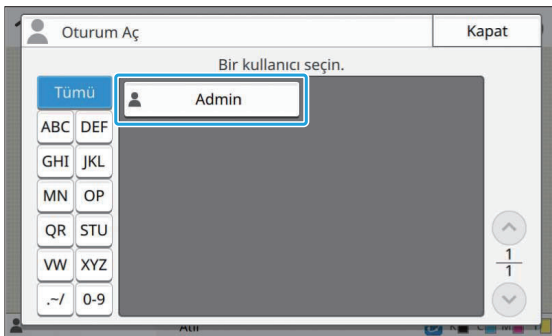 Oturum Aç
Kapat
Bir kullanıcı seçin.
Tümü
Admin
ABC DEF
GHI JKL
MN OP
QR STU
VW XYZ
.~/ 0-9
1
1